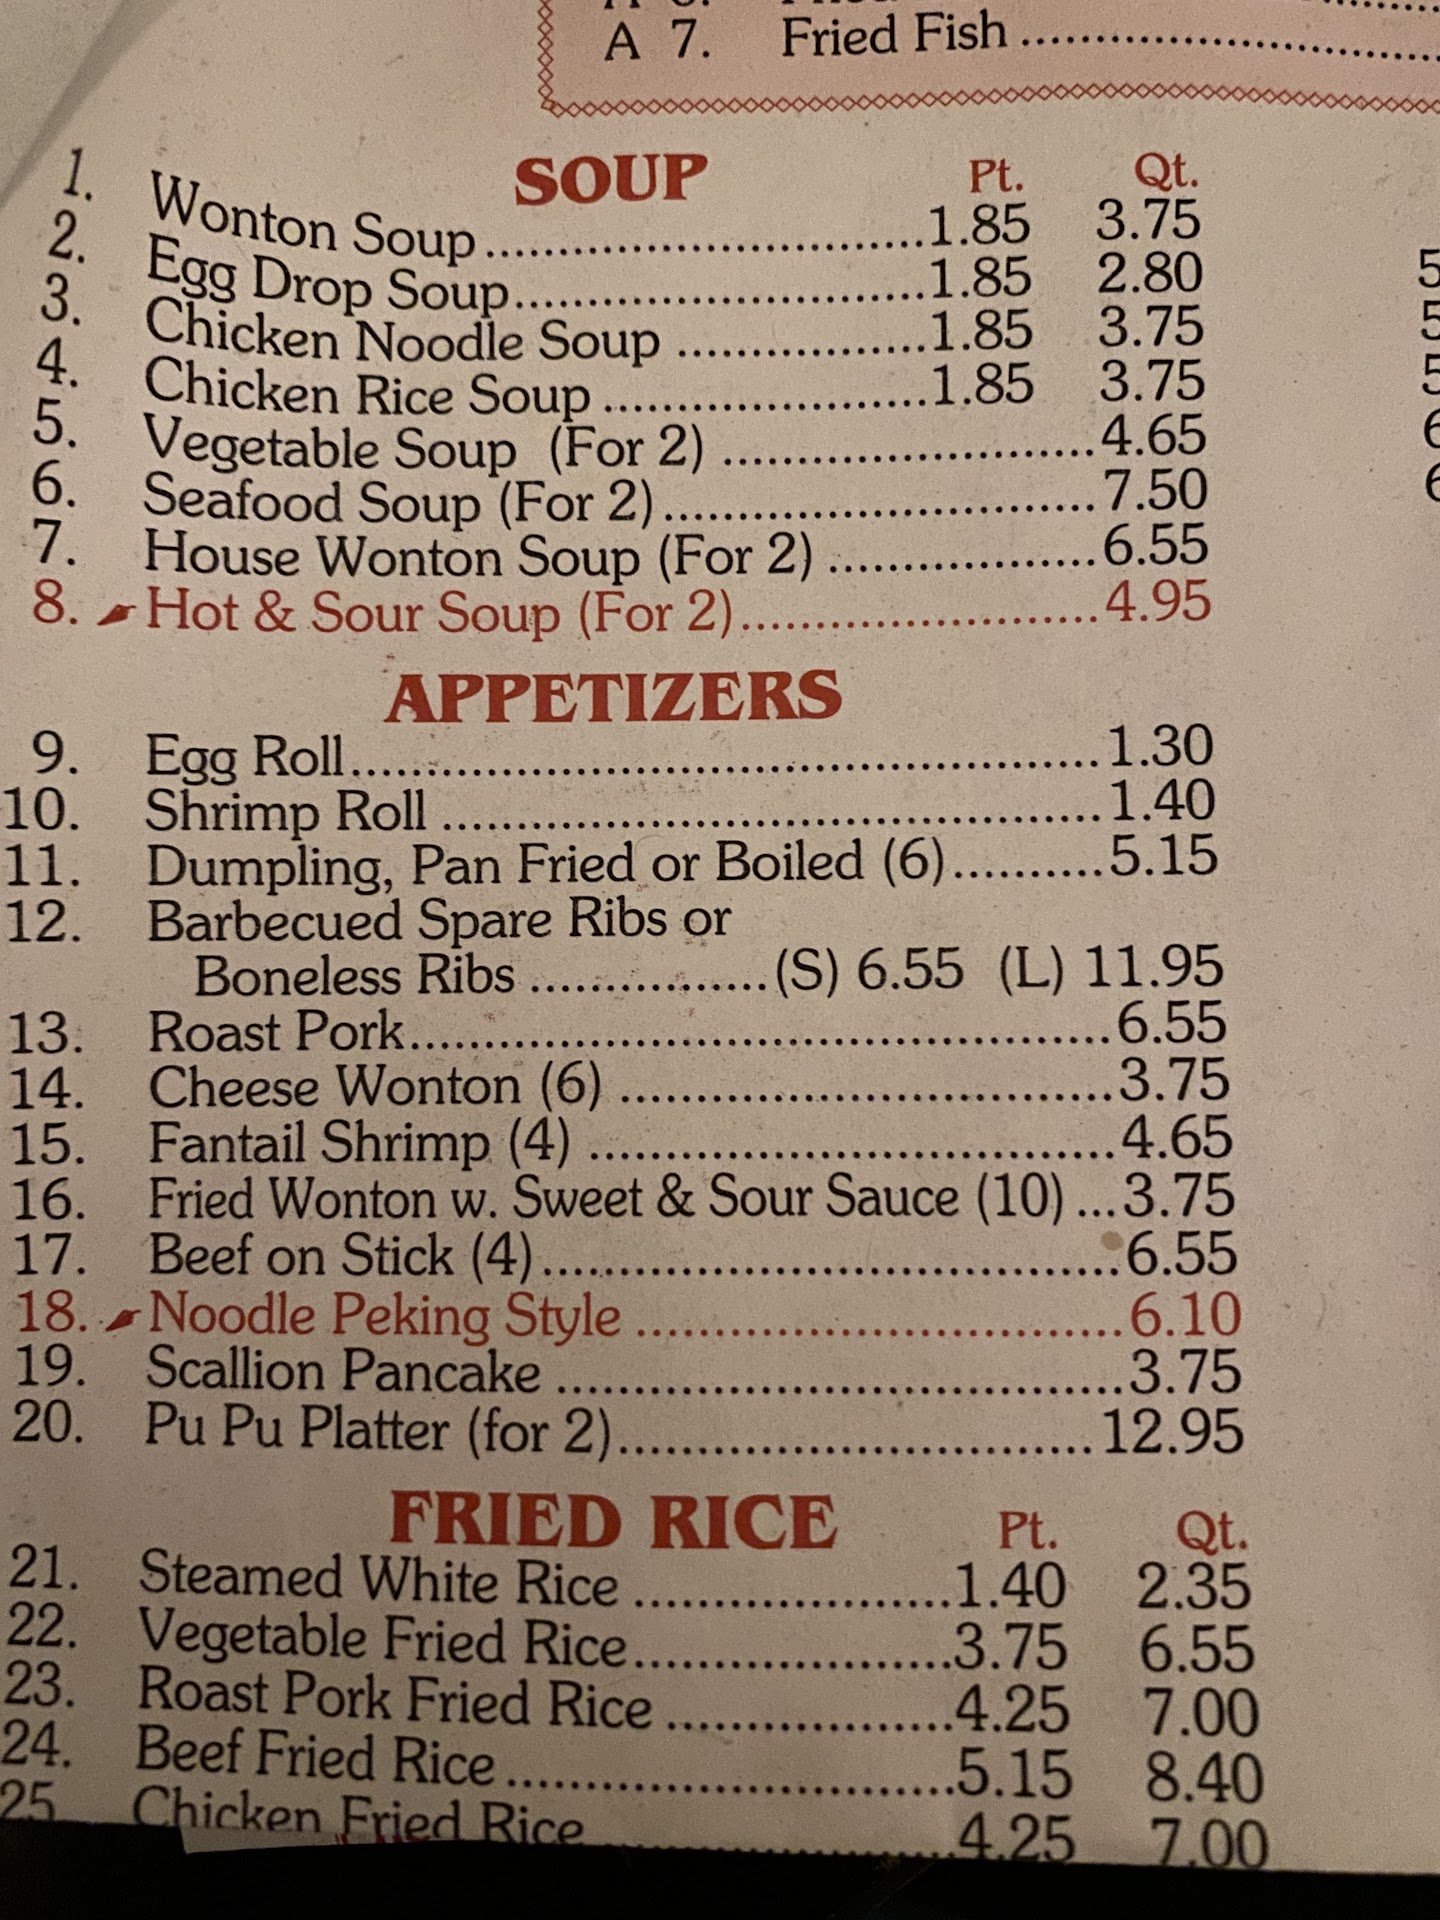 A 7. Fried Fish
SOUP Pt. Qt.
1. Wonton Soup 1.85 3.75
2. Egg Drop Soup 1.85 2.80
3. Chicken Noodle Soup 1.85 3.75
4. Chicken Rice Soup 1.85 3.75
5. Vegetable Soup (For 2) 4.65
6. Seafood Soup (For 2) 7.50
7. House Wonton Soup (For 2) 6.55
8. Hot & Sour Soup (For 2) 4.95
APPETIZERS
9. Egg Roll 1.30
10. Shrimp Roll 1.40
11. Dumpling, Pan Fried or Boiled (6) 5.15
12. Barbecued Spare Ribs or
Boneless Ribs (S) 6.55 (L) 11.95
13. Roast Pork 6.55
14. Cheese Wonton (6) 3.75
15. Fantail Shrimp (4) 4.65
16. Fried Wonton w. Sweet & Sour Sauce (10) ...3.75
17. Beef on Stick (4) 6.55
18. Noodle Peking Style 6.10
19. Scallion Pancake 3.75
20. Pu Pu Platter (for 2) 12.95
FRIED RICE Pt. Qt.
21. Steamed White Rice 1.40 2.35
22. Vegetable Fried Rice 3.75 6.55
23. Roast Pork Fried Rice 4.25 7.00
24. Beef Fried Rice 5.15 8.40
25 Chicken Fried Rice 4.25 7.00